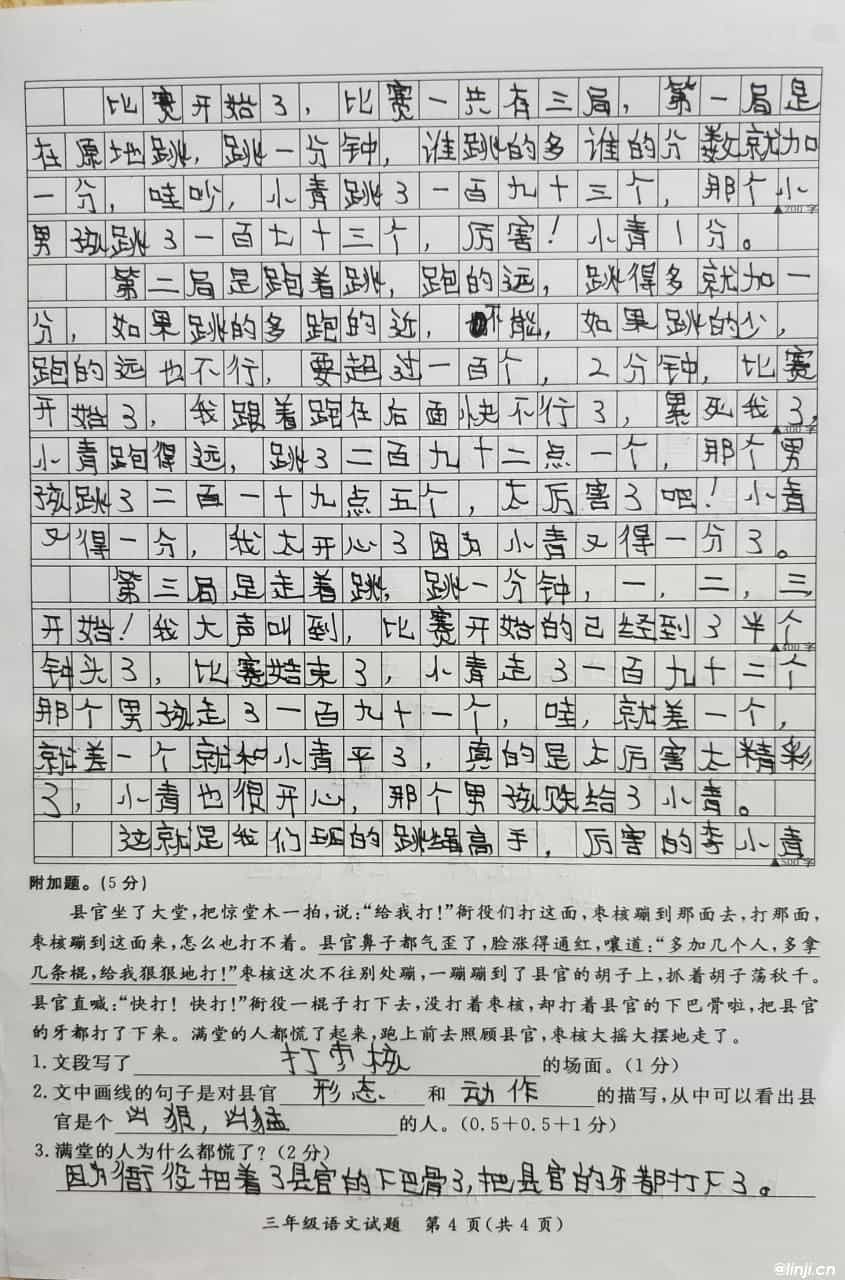 比赛开始了，比赛一共有三局，第一局是
在原地跳，跳一分钟，谁跳的多谁的分数就加
一分，哇吵，小青跳了一百九十三个，那个小
▲200字
男孩跳了一百七十三个，厉害！小青1分。
第二局是跑着跳，跑的远，跳得多就加一
分，如果跳的多跑的近，不能，如果跳的少，
跑的远也不行，要超过一百个，2分钟，比赛
开始了，我跟着跑在后面快不行了，累死我了，
▲300字
小青跑得远，跳了二百九十二点一个，那个男
孩跳了二百一十九点五个，太厉害了吧！小青
又得一分，我太开心了因为小青又得一分了。
第三局是走着跳，跳一分钟，一，二，三，
开始！我大声叫到，比赛开始的已经到了半个
▲400字
钟头了，比赛结束了，小青走了一百九十二个
那个男孩走了一百九十一个，哇，就差一个，
就差一个就和小青平了，真的是太厉害太精彩
了，小青也很开心，那个男孩败给了小青。
这就是我们班的跳绳高手，厉害的李小青
▲500字
附加题。(5分)
县官坐了大堂，把惊堂木一拍，说：“给我打！”衙役们打这面，枣核蹦到那面去，打那面，
枣核蹦到这面来，怎么也打不着。县官鼻子都气歪了，脸涨得通红，嚷道：“多加几个人，多拿
几条棍，给我狠狠地打！”枣核这次不往别处蹦，一蹦蹦到了县官的胡子上，抓着胡子荡秋千。
县官直喊：“快打！快打！”衙役一棍子打下去，没打着枣核，却打着县官的下巴骨啦，把县官
的牙都打了下来。满堂的人都慌了起来，跑上前去照顾县官，枣核大摇大摆地走了。
1.文段写了打枣核的场面。(1分)
2.文中画线的句子是对县官形态和动作的描写，从中可以看出县
官是个凶狠，凶猛的人。(0.5+0.5+1分)
3.满堂的人为什么都慌了？(2分)
因为衙役把着了县官的下巴骨了，把县官的牙都打下了。
三年级语文试题 第4页(共4页)
@linji.cn